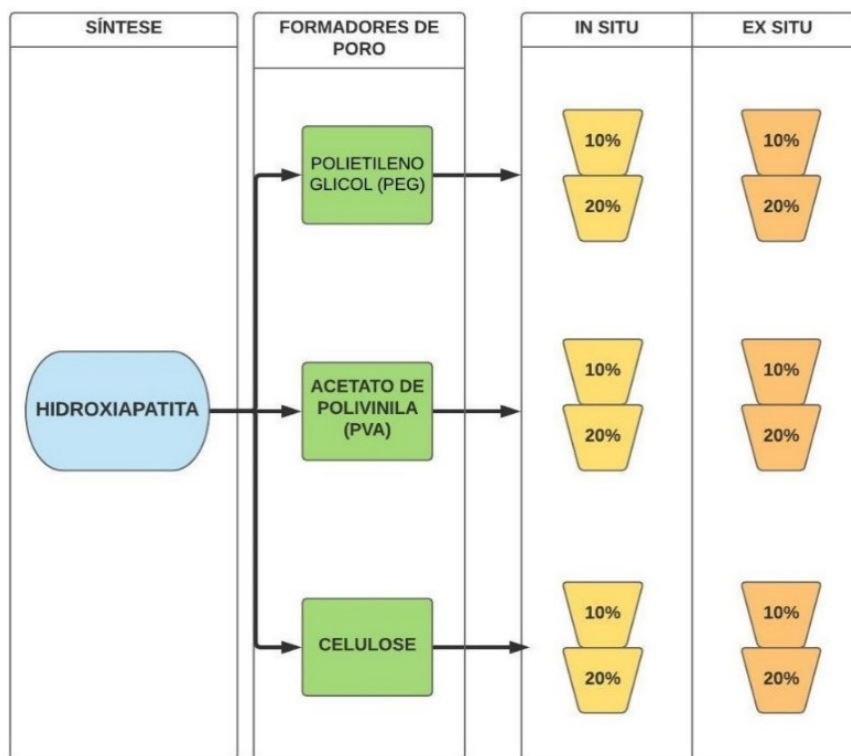 SÍNTESE
FORMADORES DE
PORO
IN SITU
EX SITU
POLIETILENO
GLICOL (PEG)
10%
20%
10%
20%
HIDROXIAPATITA
ACETATO DE
POLIVINILA
(PVA)
10%
20%
10%
20%
CELULOSE
10%
20%
10%
20%